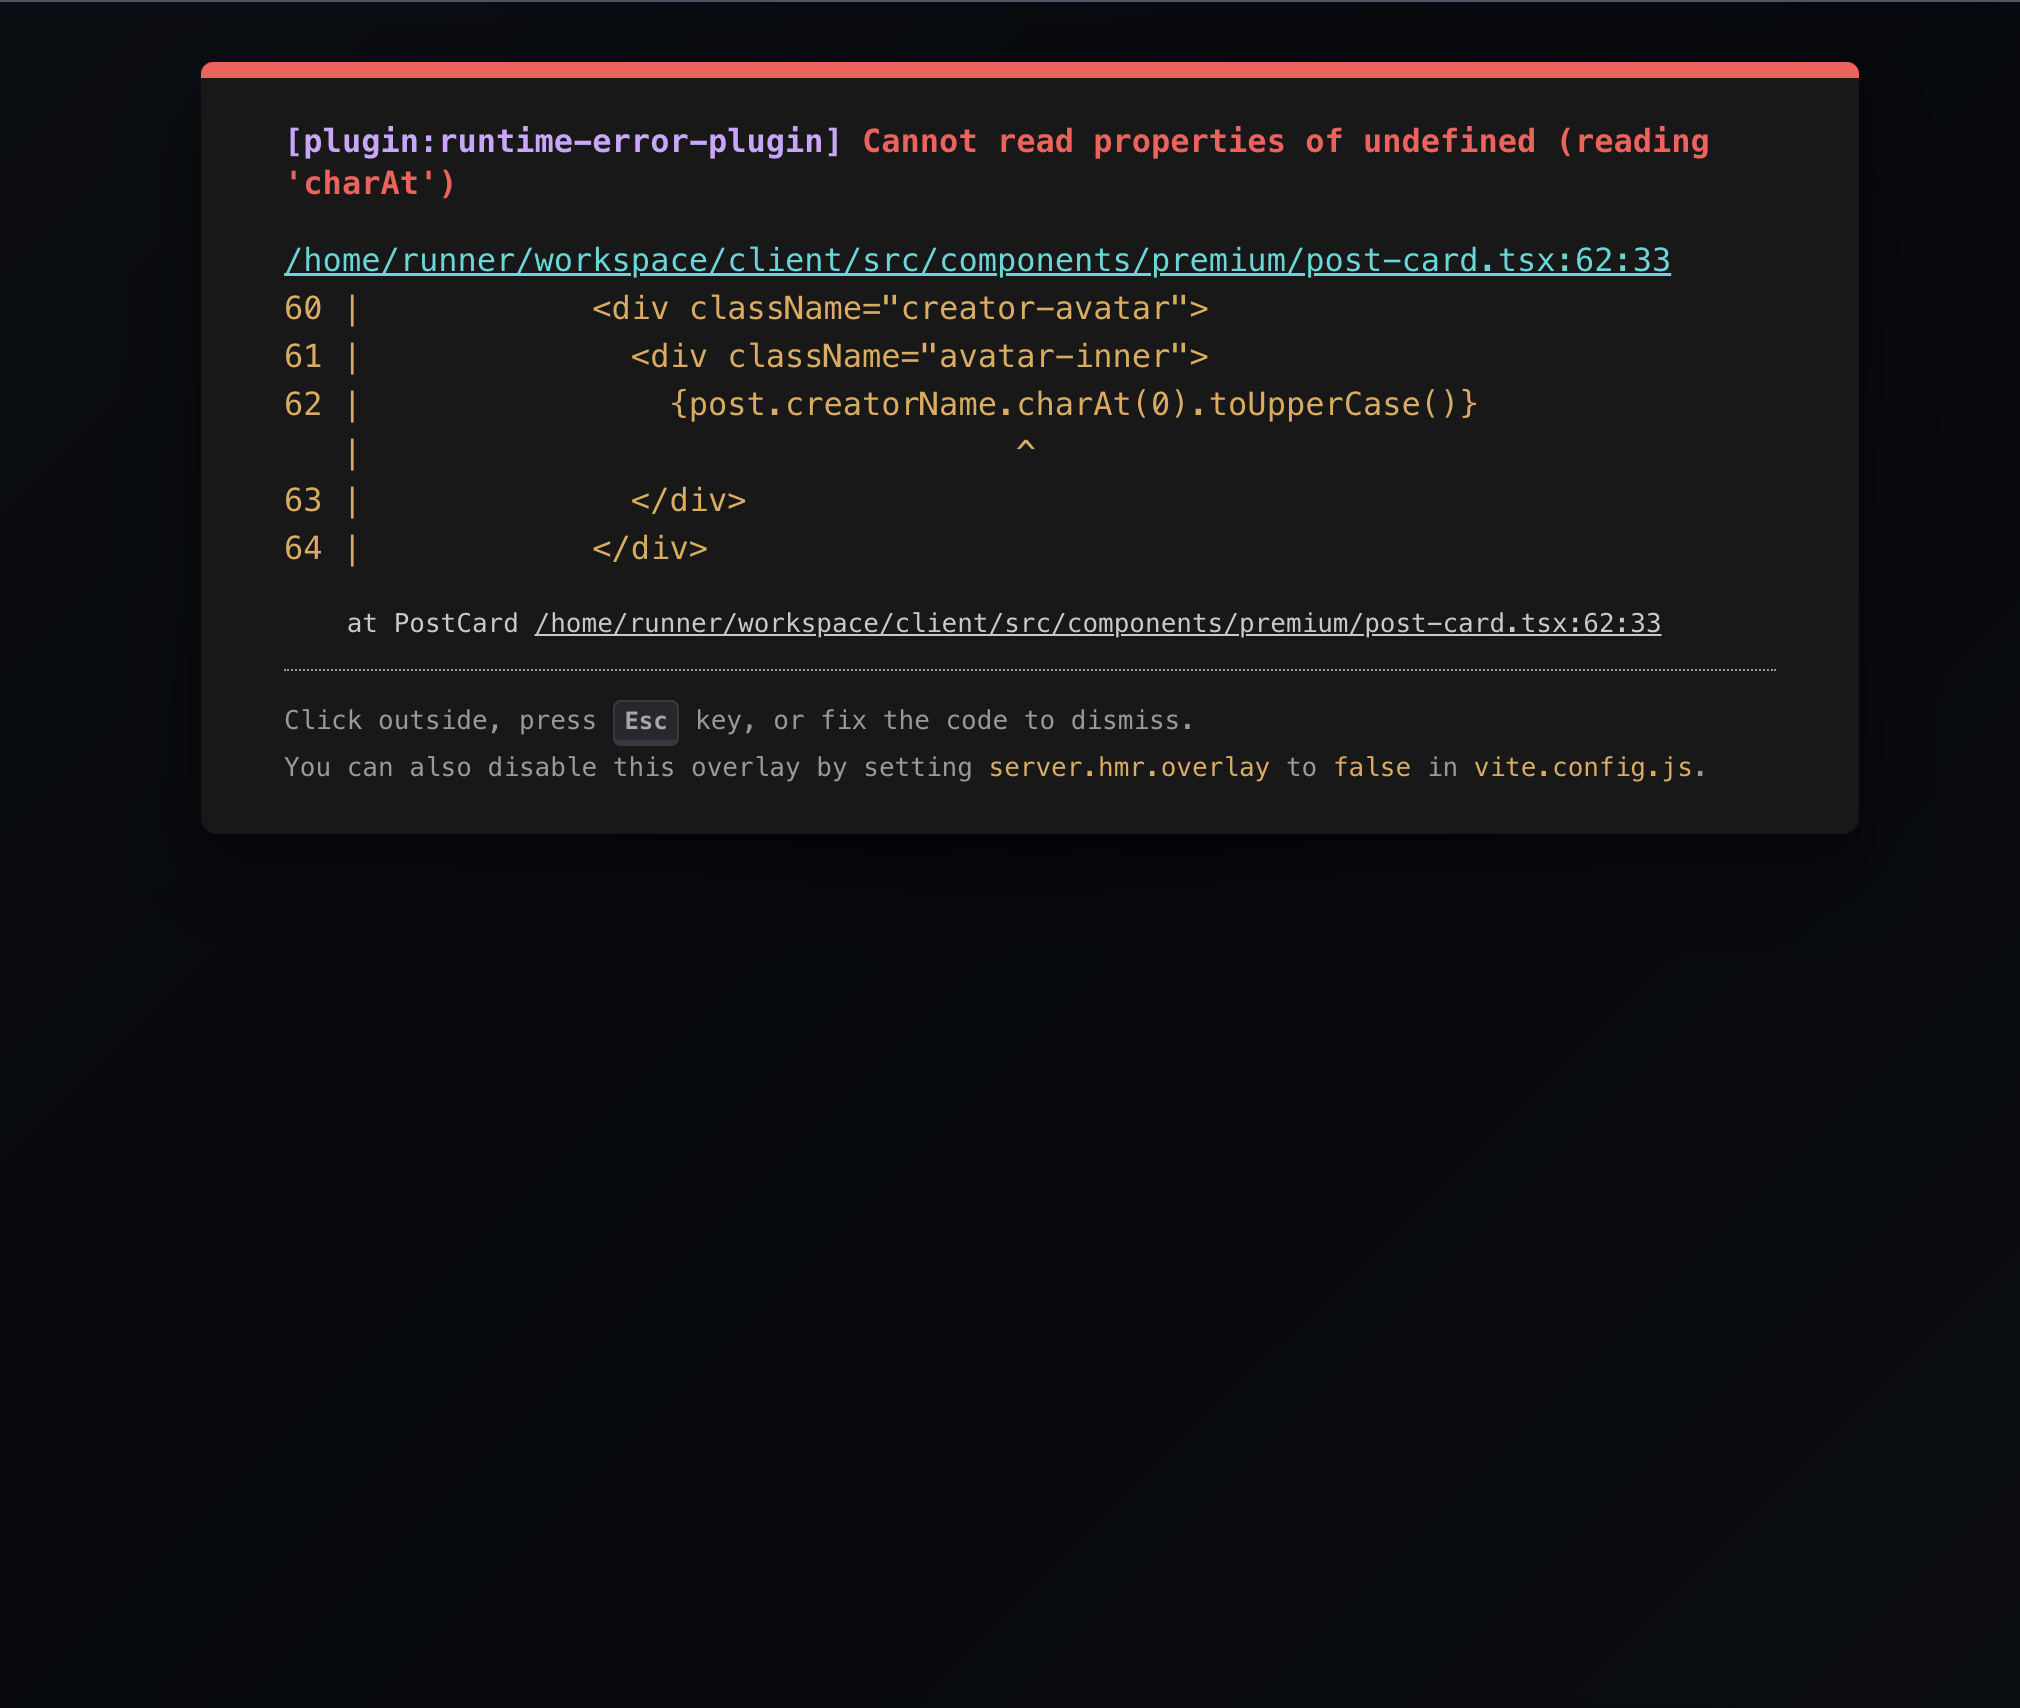 [plugin:runtime-error-plugin] Cannot read properties of undefined (reading
'charAt')
/home/runner/workspace/client/src/components/premium/post-card.tsx:62:33
60 |            <div className="creator-avatar">
61 |              <div className="avatar-inner">
62 |                {post.creatorName.charAt(0).toUpperCase()}
   |                                  ^
63 |              </div>
64 |            </div>
at PostCard /home/runner/workspace/client/src/components/premium/post-card.tsx:62:33
Click outside, press Esc key, or fix the code to dismiss.
You can also disable this overlay by setting server.hmr.overlay to false in vite.config.js.